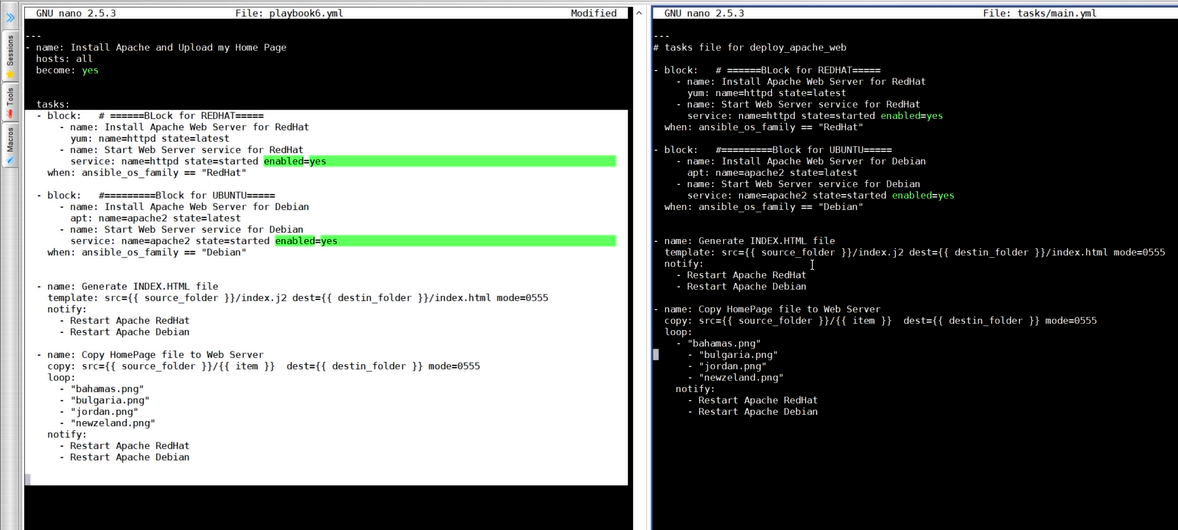 Sessions
Tools
Macros
GNU nano 2.5.3 File: playbook6.yml Modified
---
- name: Install Apache and Upload my Home Page
  hosts: all
  become: yes
  tasks:
  - block:   # ======BLock for REDHAT=====
      - name: Install Apache Web Server for RedHat
        yum: name=httpd state=latest
      - name: Start Web Server service for RedHat
        service: name=httpd state=started enabled=yes
    when: ansible_os_family == "RedHat"
  - block:   #=========Block for UBUNTU=====
      - name: Install Apache Web Server for Debian
        apt: name=apache2 state=latest
      - name: Start Web Server service for Debian
        service: name=apache2 state=started enabled=yes
    when: ansible_os_family == "Debian"
  - name: Generate INDEX.HTML file
    template: src={{ source_folder }}/index.j2 dest={{ destin_folder }}/index.html mode=0555
    notify:
      - Restart Apache RedHat
      - Restart Apache Debian
  - name: Copy HomePage file to Web Server
    copy: src={{ source_folder }}/{{ item }}  dest={{ destin_folder }} mode=0555
    loop:
      - "bahamas.png"
      - "bulgaria.png"
      - "jordan.png"
      - "newzeland.png"
    notify:
      - Restart Apache RedHat
      - Restart Apache Debian
GNU nano 2.5.3 File: tasks/main.yml
---
# tasks file for deploy_apache_web
- block:   # ======BLock for REDHAT=====
    - name: Install Apache Web Server for RedHat
      yum: name=httpd state=latest
    - name: Start Web Server service for RedHat
      service: name=httpd state=started enabled=yes
  when: ansible_os_family == "RedHat"
- block:   #=========Block for UBUNTU=====
    - name: Install Apache Web Server for Debian
      apt: name=apache2 state=latest
    - name: Start Web Server service for Debian
      service: name=apache2 state=started enabled=yes
  when: ansible_os_family == "Debian"
- name: Generate INDEX.HTML file
  template: src={{ source_folder }}/index.j2 dest={{ destin_folder }}/index.html mode=0555
  notify:
    - Restart Apache RedHat
    - Restart Apache Debian
- name: Copy HomePage file to Web Server
  copy: src={{ source_folder }}/{{ item }}  dest={{ destin_folder }} mode=0555
  loop:
    - "bahamas.png"
      - "bulgaria.png"
      - "jordan.png"
      - "newzeland.png"
    notify:
      - Restart Apache RedHat
      - Restart Apache Debian